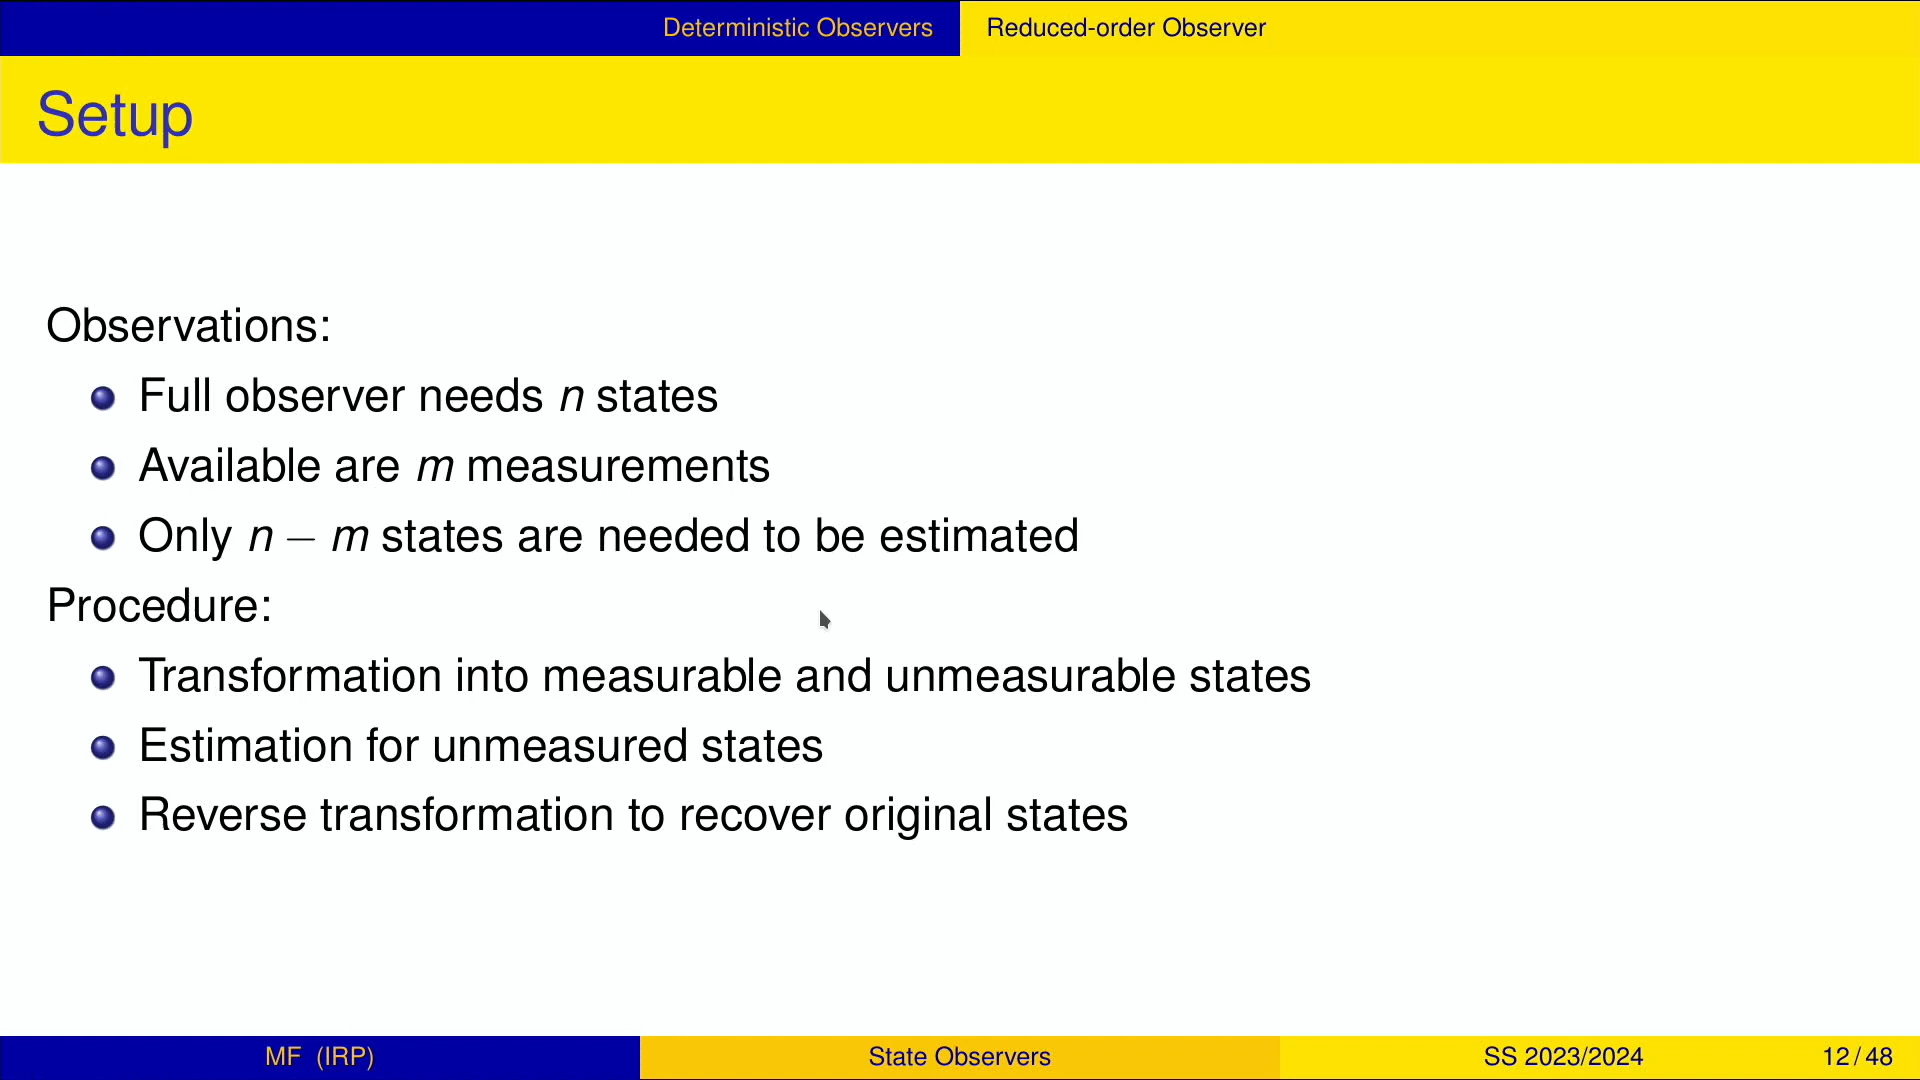 Deterministic Observers
Reduced-order Observer
Setup
Observations:
Full observer needs n states
Available are m measurements
Only n − m states are needed to be estimated
Procedure:
Transformation into measurable and unmeasurable states
Estimation for unmeasured states
Reverse transformation to recover original states
MF (IRP)
State Observers
SS 2023/2024
12 / 48